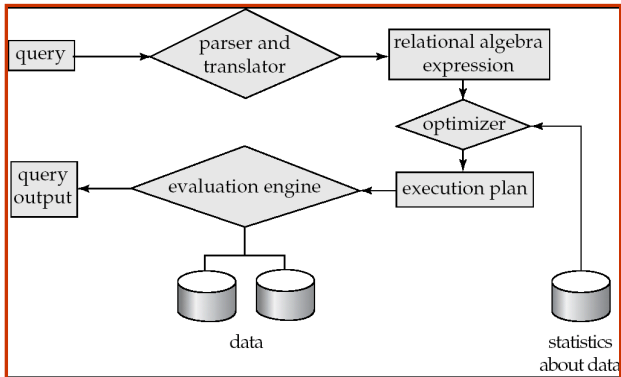 query
parser and
translator
relational algebra
expression
optimizer
query
output
evaluation engine
execution plan
data
statistics
about data